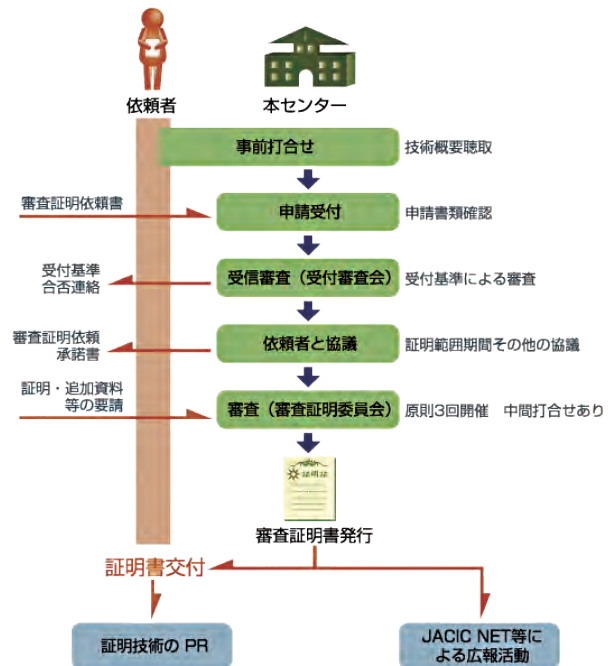 依頼者
本センター
事前打合せ
技術概要聴取
審査証明依頼書
申請受付
申請書類確認
受付基準
合否連絡
受信審査（受付審査会）
受付基準による審査
審査証明依頼
承諾書
依頼者と協議
証明範囲期間その他の協議
証明・追加資料
等の要請
審査（審査証明委員会）
原則3回開催　中間打合せあり
証明証
審査証明書発行
証明書交付
証明技術の PR
JACIC NET等に
よる広報活動